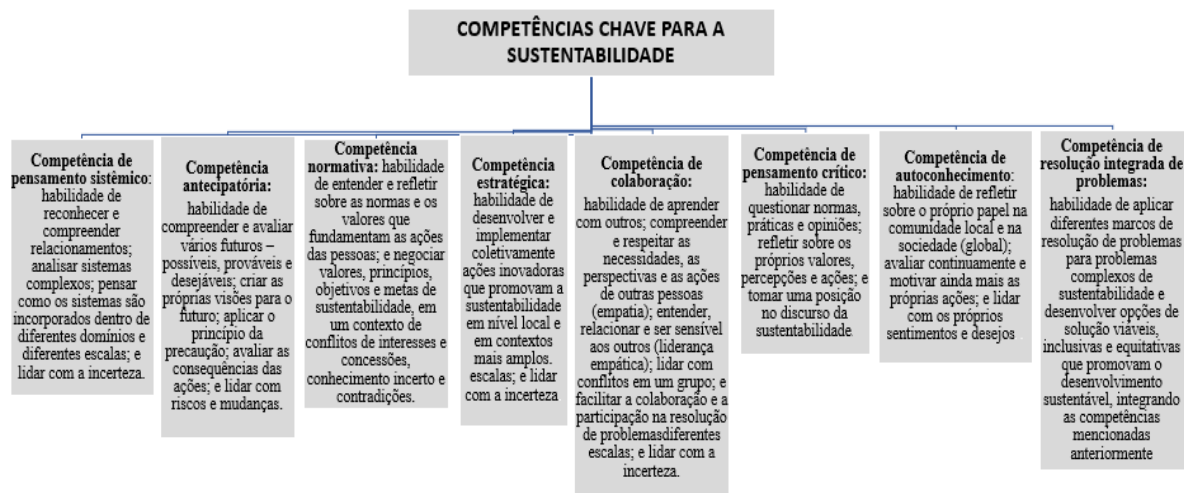 COMPETÊNCIAS CHAVE PARA A
SUSTENTABILIDADE
Competência de
pensamento sistêmico:
habilidade de
reconhecer e
compreender
relacionamentos;
analisar sistemas
complexos; pensar
como os sistemas são
incorporados dentro de
diferentes domínios e
diferentes escalas; e
lidar com a incerteza.
Competência
antecipatória:
habilidade de
compreender e avaliar
vários futuros –
possíveis, prováveis e
desejáveis; criar as
próprias visões para o
futuro; aplicar o
princípio da
precaução; avaliar as
consequências das
ações; e lidar com
riscos e mudanças.
Competência
normativa: habilidade
de entender e refletir
sobre as normas e os
valores que
fundamentam as ações
das pessoas; e negociar
valores, princípios,
objetivos e metas de
sustentabilidade, em
um contexto de
conflitos de interesses e
concessões,
conhecimento incerto e
contradições.
Competência
estratégica:
habilidade de
desenvolver e
implementar
coletivamente
ações inovadoras
que promovam a
sustentabilidade
em nível local e
em contextos
mais amplos.
escalas; e lidar
com a incerteza
Competência de
colaboração:
habilidade de aprender
com outros; compreender
e respeitar as
necessidades, as
perspectivas e as ações
de outras pessoas
(empatia); entender,
relacionar e ser sensível
aos outros (liderança
empática); lidar com
conflitos em um grupo; e
facilitar a colaboração e a
participação na resolução
de problemasdiferentes
escalas; e lidar com a
incerteza.
Competência de
pensamento crítico:
habilidade de
questionar normas,
práticas e opiniões;
refletir sobre os
próprios valores,
percepções e ações; e
tomar uma posição
no discurso da
sustentabilidade
Competência de
autoconhecimento:
habilidade de refletir
sobre o próprio papel na
comunidade local e na
sociedade (global);
avaliar continuamente e
motivar ainda mais as
próprias ações; e lidar
com os próprios
sentimentos e desejos
Competência de
resolução integrada de
problemas:
habilidade de aplicar
diferentes marcos de
resolução de problemas
para problemas
complexos de
sustentabilidade e
desenvolver opções de
solução viáveis,
inclusivas e equitativas
que promovam o
desenvolvimento
sustentável, integrando
as competências
mencionadas
anteriormente